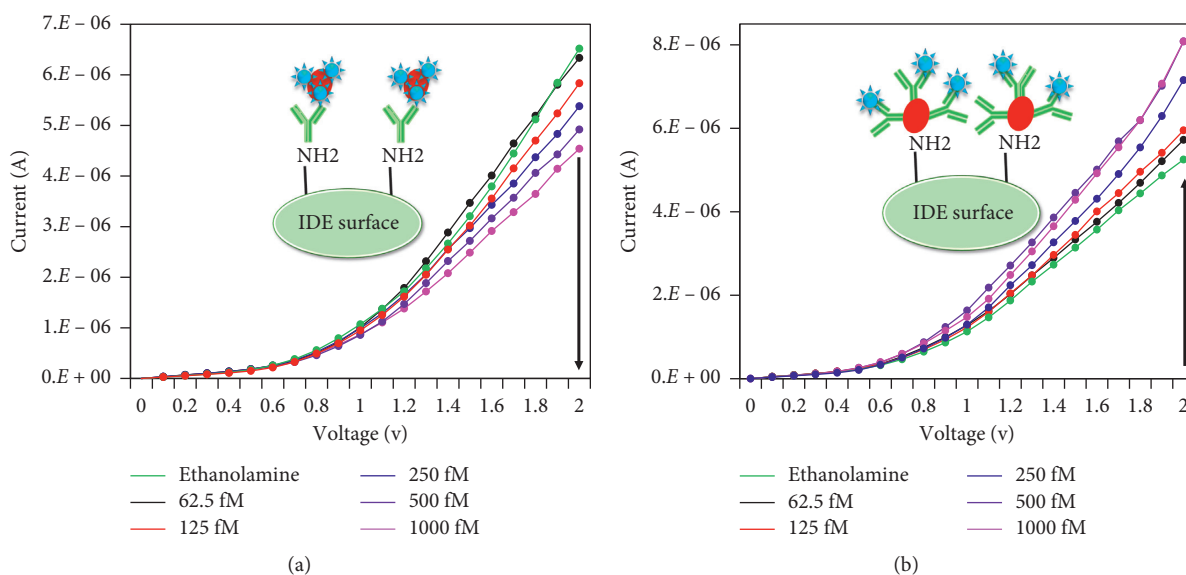 Current (A)
7.E – 06
6.E – 06
5.E – 06
4.E – 06
3.E – 06
2.E – 06
1.E – 06
0.E + 00
NH2 NH2
IDE surface
0 0.2 0.4 0.6 0.8 1 1.2 1.4 1.6 1.8 2
Voltage (v)
Ethanolamine
62.5 fM
125 fM
250 fM
500 fM
1000 fM
(a)
Current (A)
8.E – 06
6.E – 06
4.E – 06
2.E – 06
0.E + 00
NH2 NH2
IDE surface
0 0.2 0.4 0.6 0.8 1 1.2 1.4 1.6 1.8 2
Voltage (v)
Ethanolamine
62.5 fM
125 fM
250 fM
500 fM
1000 fM
(b)